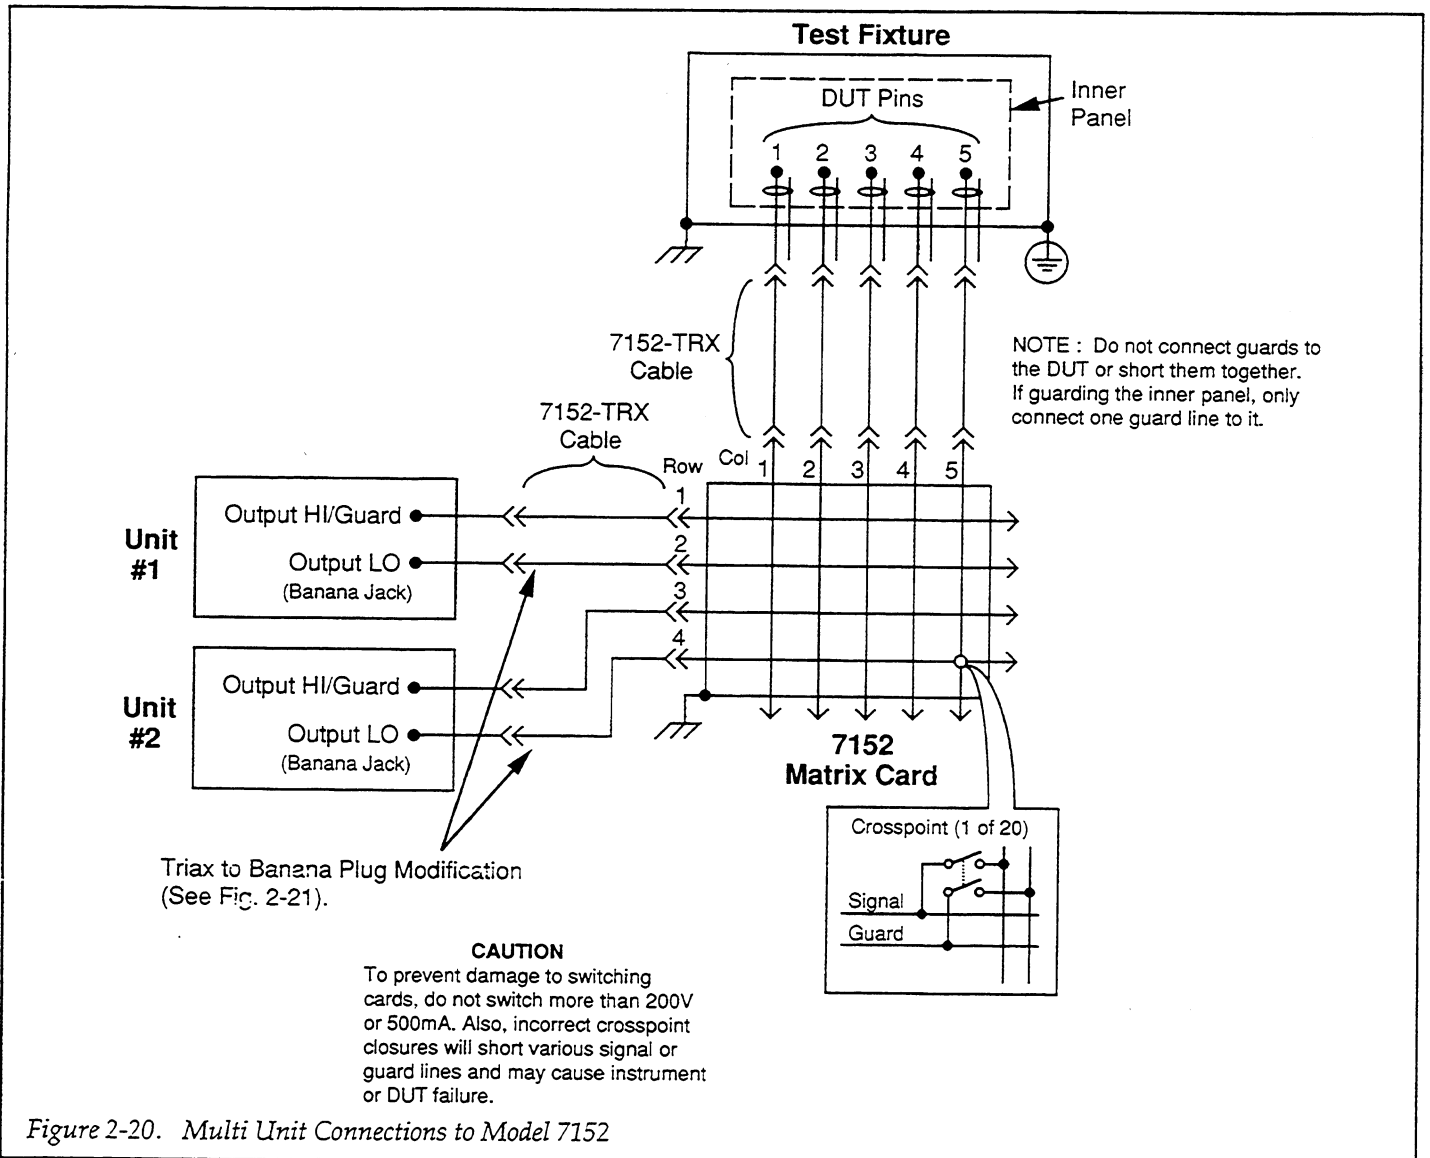 Test Fixture
DUT Pins
Inner
Panel
1 2 3 4 5
7152-TRX
Cable
NOTE : Do not connect guards to
the DUT or short them together.
If guarding the inner panel, only
connect one guard line to it.
7152-TRX
Cable
Row
Col
1 2 3 4 5
1
2
3
4
Unit
#1
Output HI/Guard
Output LO
(Banana Jack)
Unit
#2
Output HI/Guard
Output LO
(Banana Jack)
7152
Matrix Card
Crosspoint (1 of 20)
Signal
Guard
Triax to Banana Plug Modification
(See Fig. 2-21).
CAUTION
To prevent damage to switching
cards, do not switch more than 200V
or 500mA. Also, incorrect crosspoint
closures will short various signal or
guard lines and may cause instrument
or DUT failure.
Figure 2-20. Multi Unit Connections to Model 7152